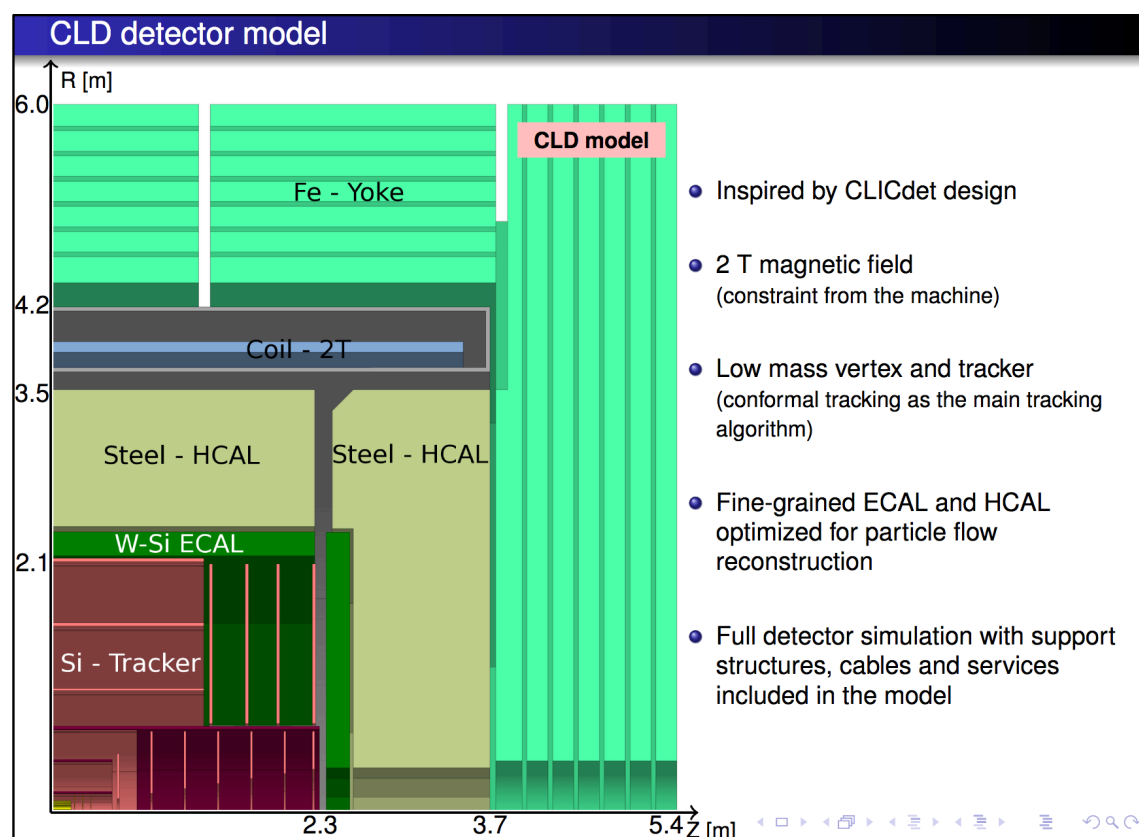 CLD detector model
R [m]
6.0
CLD model
Fe - Yoke
4.2
Coil - 2T
3.5
Steel - HCAL
Steel - HCAL
W-Si ECAL
2.1
Si - Tracker
2.3
3.7
5.4
Z [m]
Inspired by CLICdet design
2 T magnetic field
(constraint from the machine)
Low mass vertex and tracker
(conformal tracking as the main tracking
algorithm)
Fine-grained ECAL and HCAL
optimized for particle flow
reconstruction
Full detector simulation with support
structures, cables and services
included in the model